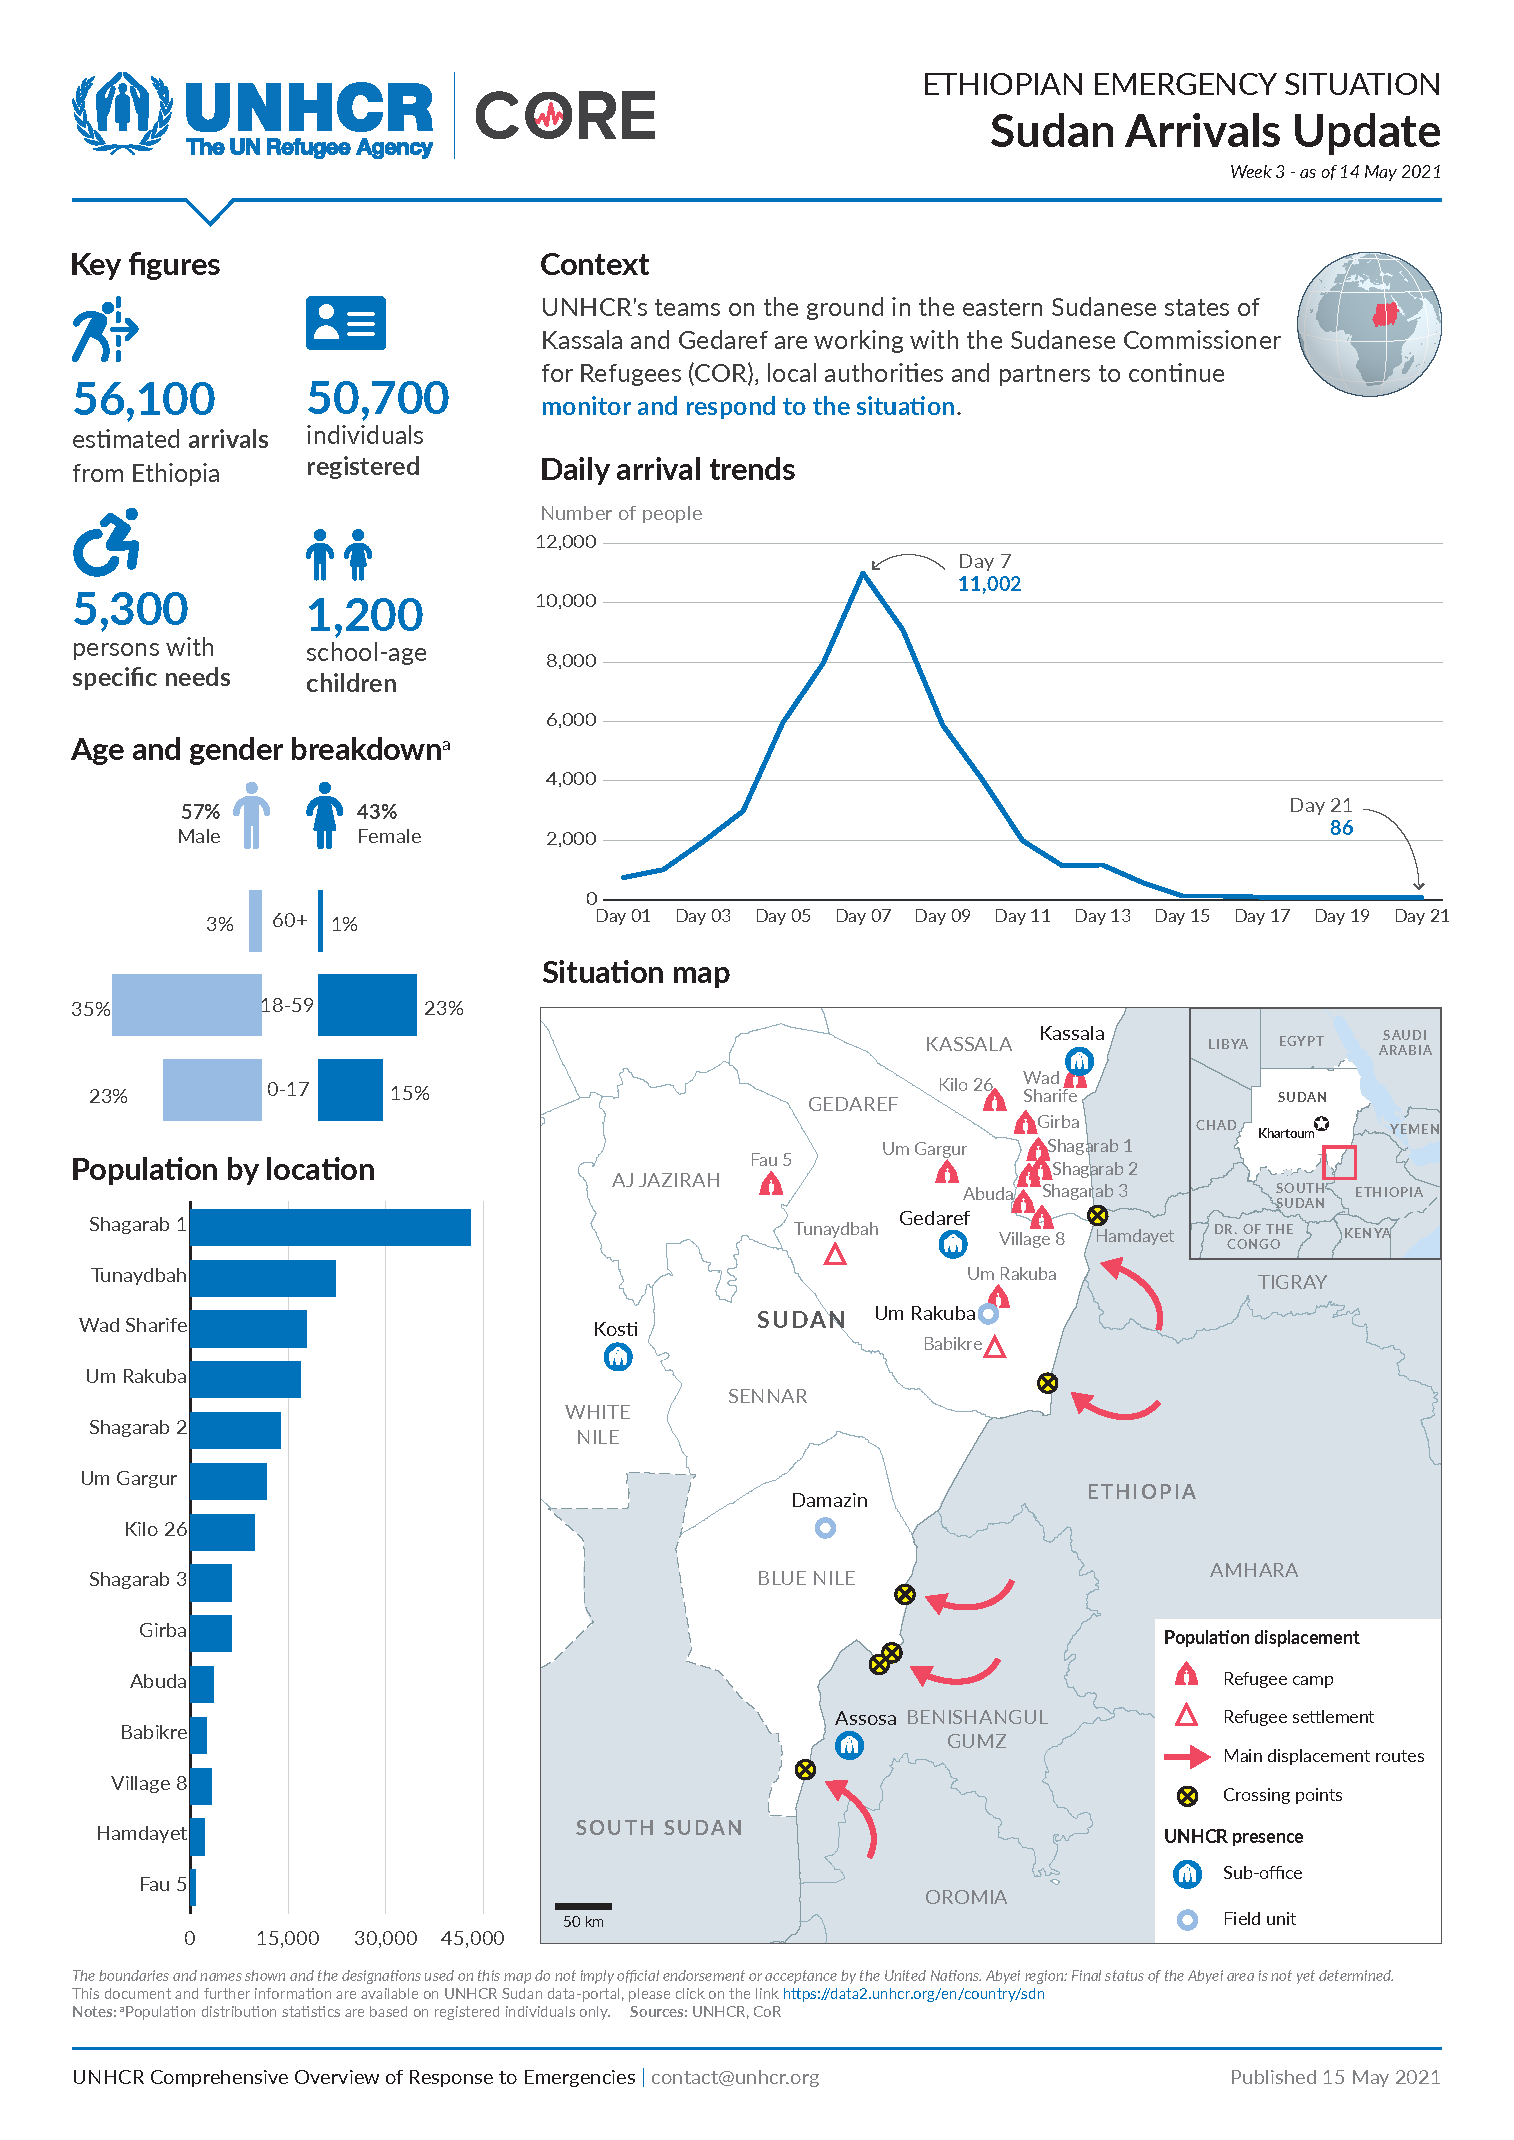 UNHCR
The UN Refugee Agency
CORE
ETHIOPIAN EMERGENCY SITUATION
Sudan Arrivals Update
Week 3 - as of 14 May 2021
Key figures
56,100
estimated arrivals
from Ethiopia
50,700
individuals
registered
5,300
persons with
specific needs
1,200
school-age
children
Age and gender breakdownᵃ
57%
Male
43%
Female
3% 60+ 1%
35% 18-59 23%
23% 0-17 15%
Population by location
Shagarab 1
Tunaydbah
Wad Sharife
Um Rakuba
Shagarab 2
Um Gargur
Kilo 26
Shagarab 3
Girba
Abuda
Babikre
Village 8
Hamdayet
Fau 5
0 15,000 30,000 45,000
Context
UNHCR's teams on the ground in the eastern Sudanese states of
Kassala and Gedaref are working with the Sudanese Commissioner
for Refugees (COR), local authorities and partners to continue
monitor and respond to the situation.
Daily arrival trends
Number of people
12,000
10,000
8,000
6,000
4,000
2,000
0
Day 7
11,002
Day 21
86
Day 01 Day 03 Day 05 Day 07 Day 09 Day 11 Day 13 Day 15 Day 17 Day 19 Day 21
Situation map
KASSALA
Kassala
Kilo 26
Wad
Sharife
GEDAREF
Girba
Um Gargur
Shagarab 1
Fau 5
Shagarab 2
AJ JAZIRAH
Abuda
Shagarab 3
Gedaref
Tunaydbah
Village 8
Hamdayet
Um Rakuba
TIGRAY
SUDAN
Um Rakuba
Kosti
Babikre
SENNAR
WHITE
NILE
ETHIOPIA
Damazin
AMHARA
BLUE NILE
Assosa
BENISHANGUL
GUMZ
SOUTH SUDAN
OROMIA
50 km
LIBYA
EGYPT
SAUDI
ARABIA
SUDAN
CHAD
Khartoum
YEMEN
SOUTH
SUDAN
ETHIOPIA
DR. OF THE
CONGO
KENYA
Population displacement
Refugee camp
Refugee settlement
Main displacement routes
Crossing points
UNHCR presence
Sub-office
Field unit
The boundaries and names shown and the designations used on this map do not imply official endorsement or acceptance by the United Nations. Abyei region: Final status of the Abyei area is not yet determined.
This document and further information are available on UNHCR Sudan data-portal, please click on the link https://data2.unhcr.org/en/country/sdn
Notes: ᵃPopulation distribution statistics are based on registered individuals only. Sources: UNHCR, CoR
UNHCR Comprehensive Overview of Response to Emergencies | contact@unhcr.org
Published 15 May 2021